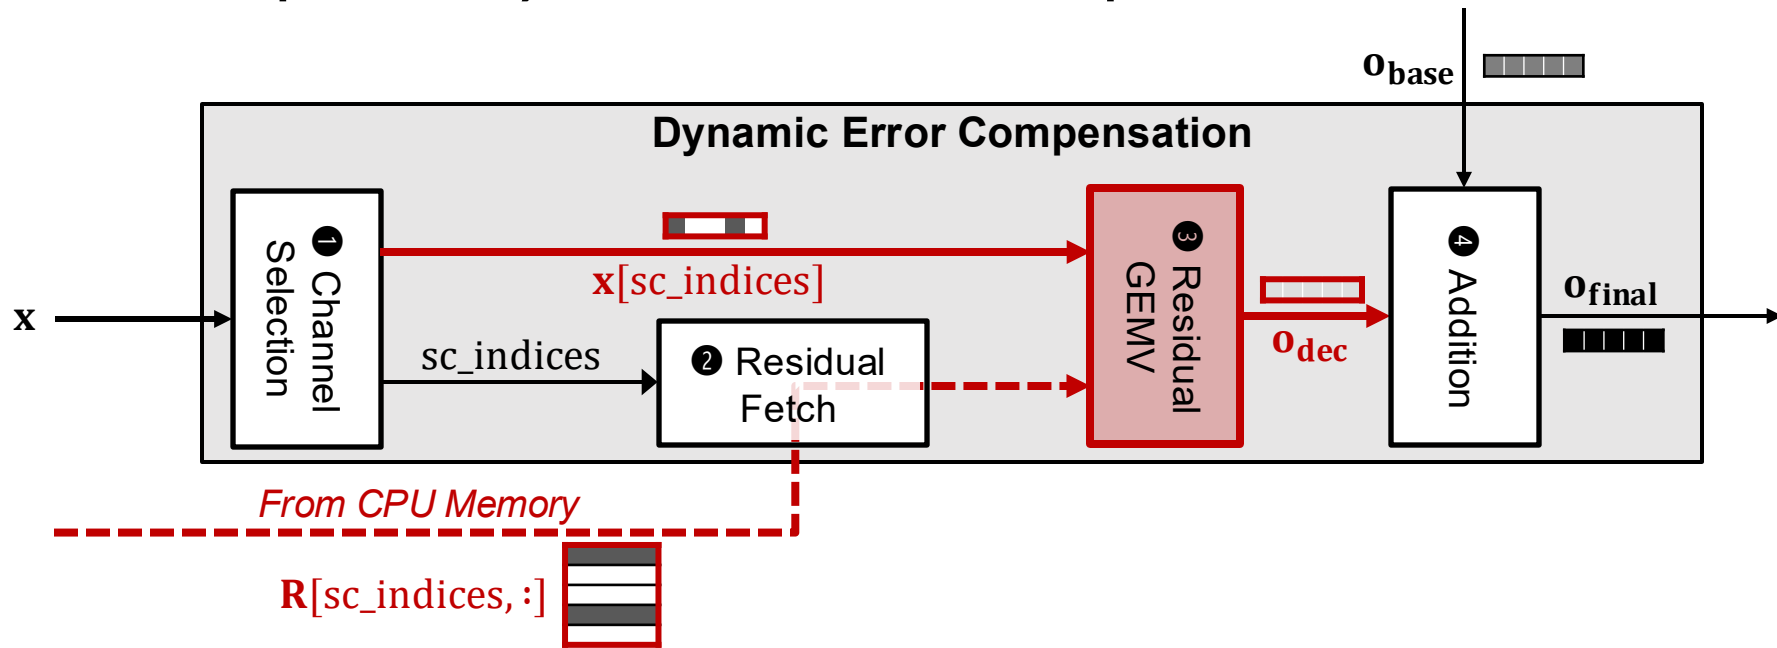 o_base
Dynamic Error Compensation
❶ Channel
Selection
x[sc_indices]
❸ Residual
GEMV
❹ Addition
o_final
x
o_dec
sc_indices
❷ Residual
Fetch
From CPU Memory
R[sc_indices, :]